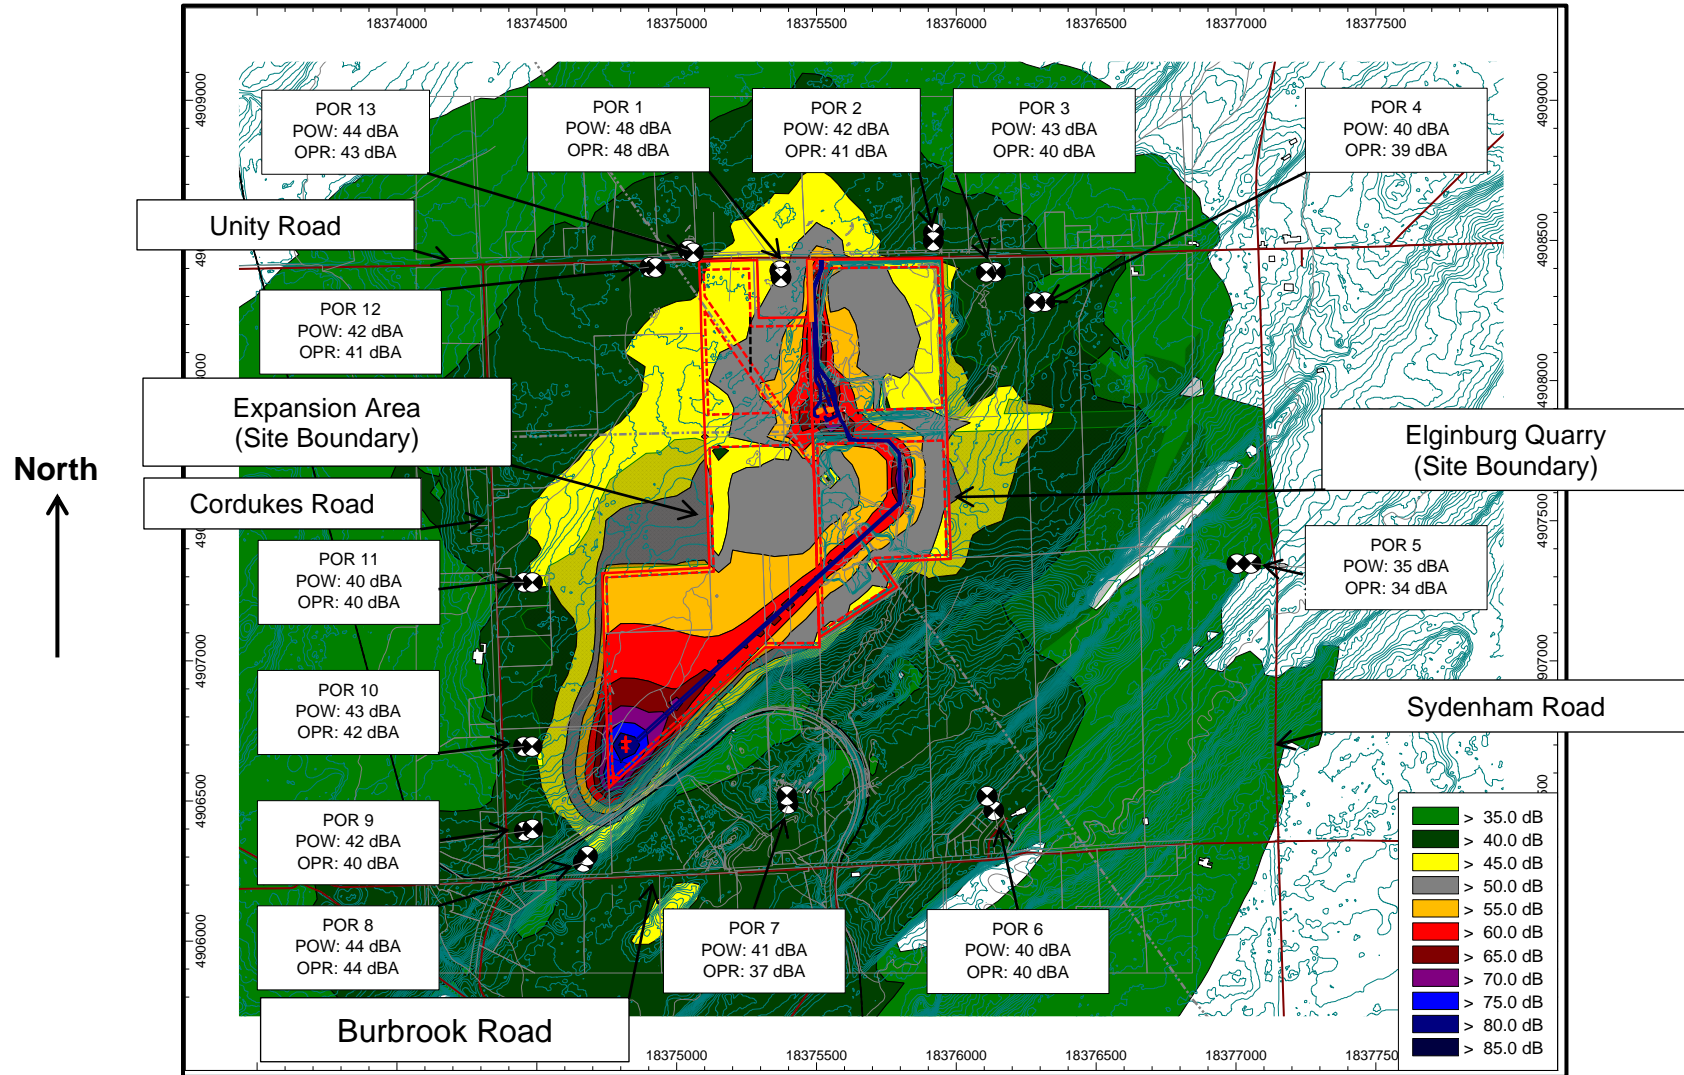 18374000 18374500 18375000 18375500 18376000 18376500 18377000 18377500
4909000
4909000
POR 13
POW: 44 dBA
OPR: 43 dBA
POR 1
POW: 48 dBA
OPR: 48 dBA
POR 2
POW: 42 dBA
OPR: 41 dBA
POR 3
POW: 43 dBA
OPR: 40 dBA
POR 4
POW: 40 dBA
OPR: 39 dBA
Unity Road
4908500
POR 12
POW: 42 dBA
OPR: 41 dBA
4908000
Expansion Area
(Site Boundary)
Elginburg Quarry
(Site Boundary)
North
Cordukes Road
4907500
POR 11
POW: 40 dBA
OPR: 40 dBA
POR 5
POW: 35 dBA
OPR: 34 dBA
4907000
4907000
POR 10
POW: 43 dBA
OPR: 42 dBA
Sydenham Road
4906500
POR 9
POW: 42 dBA
OPR: 40 dBA
POR 8
POW: 44 dBA
OPR: 44 dBA
POR 7
POW: 41 dBA
OPR: 37 dBA
POR 6
POW: 40 dBA
OPR: 40 dBA
4906000
Burbrook Road
> 35.0 dB
> 40.0 dB
> 45.0 dB
> 50.0 dB
> 55.0 dB
> 60.0 dB
> 65.0 dB
> 70.0 dB
> 75.0 dB
> 80.0 dB
> 85.0 dB
18375000 18375500 18376000 18376500 18377000